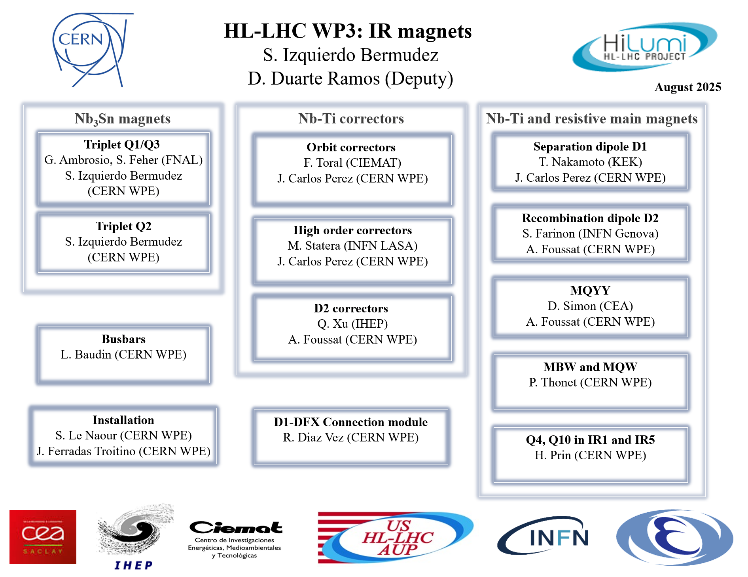 CERN
HL-LHC WP3: IR magnets
S. Izquierdo Bermudez
D. Duarte Ramos (Deputy)
HiLumi
HL-LHC PROJECT
August 2025
Nb3Sn magnets
Triplet Q1/Q3
G. Ambrosio, S. Feher (FNAL)
S. Izquierdo Bermudez
(CERN WPE)
Triplet Q2
S. Izquierdo Bermudez
(CERN WPE)
Busbars
L. Baudin (CERN WPE)
Installation
S. Le Naour (CERN WPE)
J. Ferradas Troitino (CERN WPE)
Nb-Ti correctors
Orbit correctors
F. Toral (CIEMAT)
J. Carlos Perez (CERN WPE)
High order correctors
M. Statera (INFN LASA)
J. Carlos Perez (CERN WPE)
D2 correctors
Q. Xu (IHEP)
A. Foussat (CERN WPE)
D1-DFX Connection module
R. Diaz Vez (CERN WPE)
Nb-Ti and resistive main magnets
Separation dipole D1
T. Nakamoto (KEK)
J. Carlos Perez (CERN WPE)
Recombination dipole D2
S. Farinon (INFN Genova)
A. Foussat (CERN WPE)
MQYY
D. Simon (CEA)
A. Foussat (CERN WPE)
MBW and MQW
P. Thonet (CERN WPE)
Q4, Q10 in IR1 and IR5
H. Prin (CERN WPE)
cea
SACLAY
IHEP
Ciemat
Centro de Investigaciones
Energéticas, Medioambientales
y Tecnológicas
US
HL-LHC
AUP
INFN